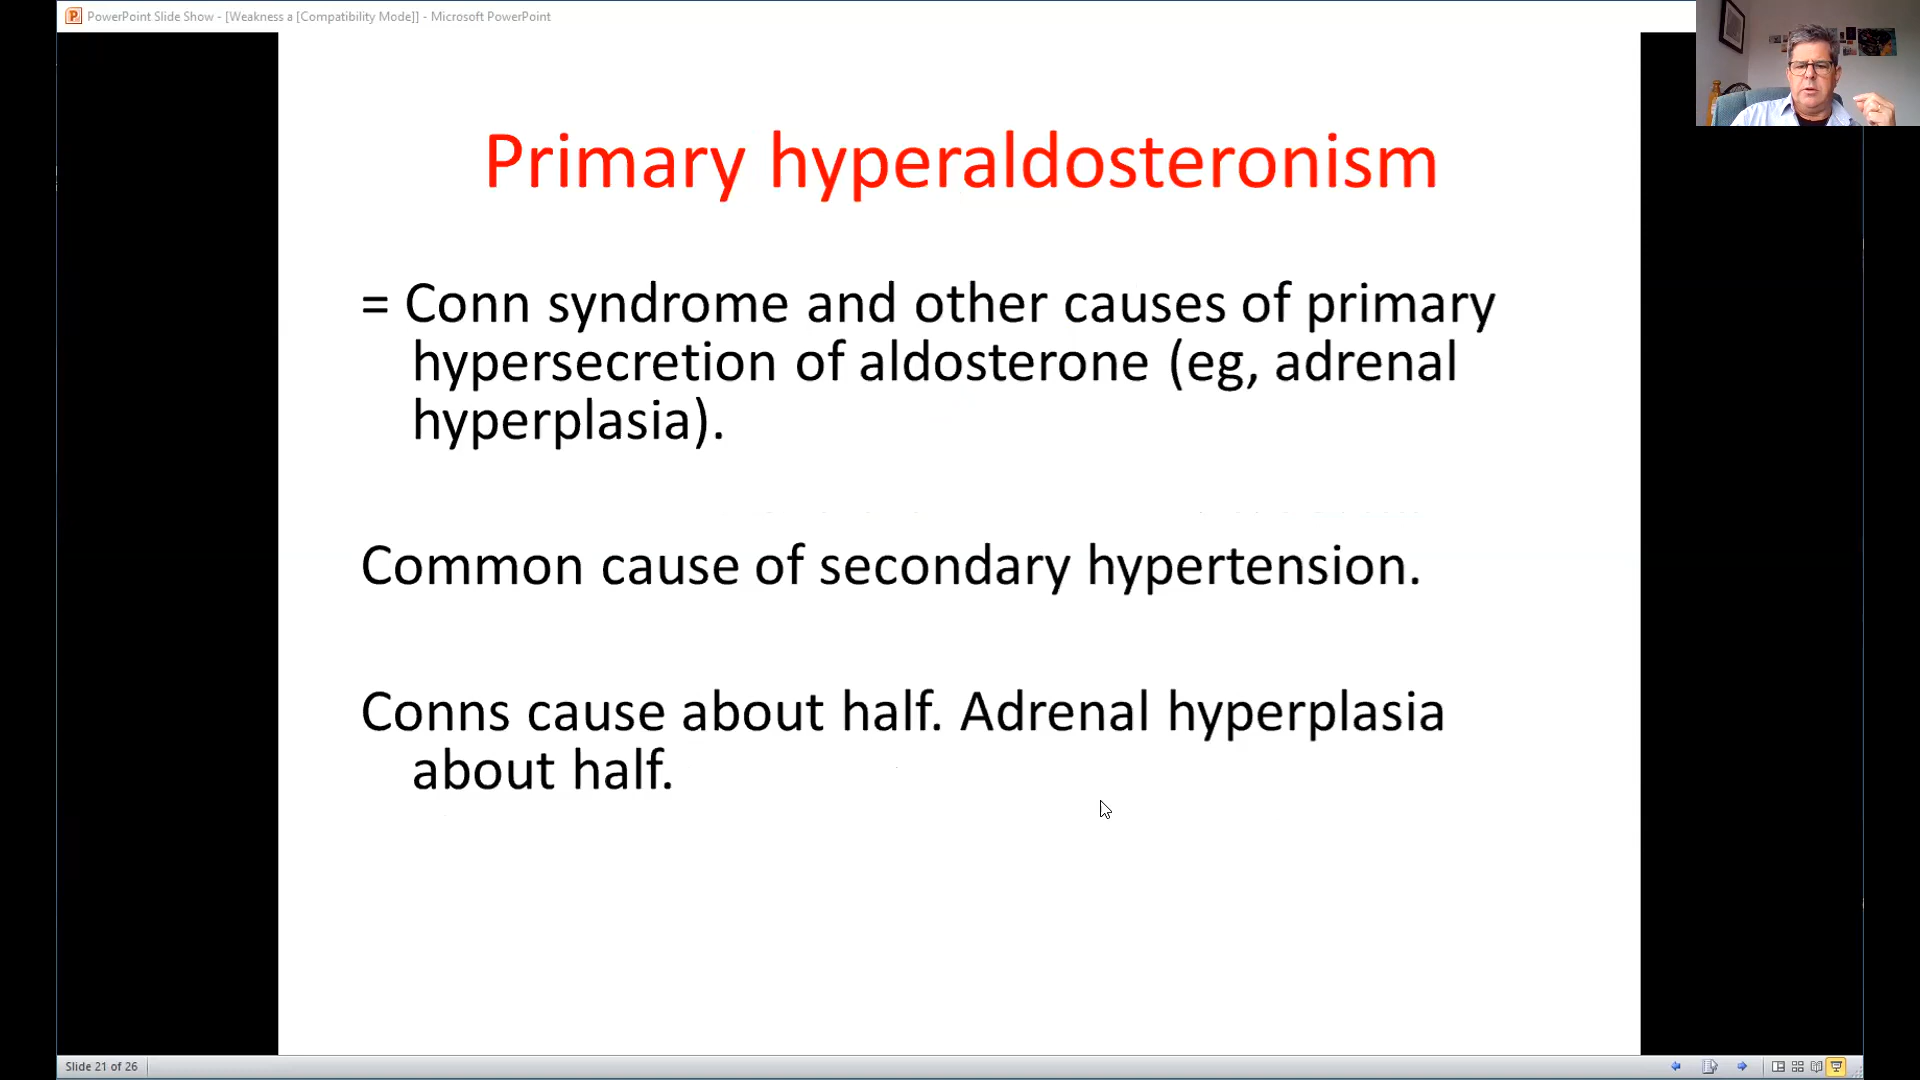 PowerPoint Slide Show - [Weakness a [Compatibility Mode]] - Microsoft PowerPoint
Primary hyperaldosteronism
= Conn syndrome and other causes of primary
hypersecretion of aldosterone (eg, adrenal
hyperplasia).
Common cause of secondary hypertension.
Conns cause about half. Adrenal hyperplasia
about half.
Slide 21 of 26